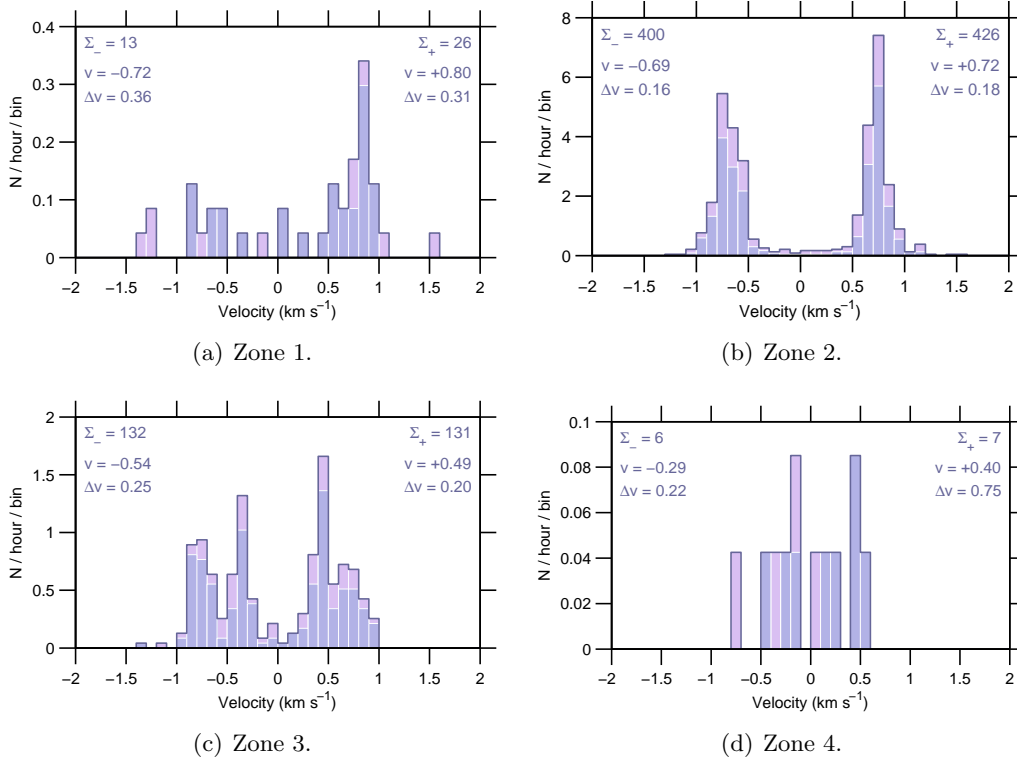 0.4
0.3
0.2
0.1
0
N / hour / bin
Σ− = 13
v = −0.72
Δv = 0.36
Σ+ = 26
v = +0.80
Δv = 0.31
−2 −1.5 −1 −0.5 0 0.5 1 1.5 2
Velocity (km s−1)
(a) Zone 1.
8
6
4
2
0
N / hour / bin
Σ− = 400
v = −0.69
Δv = 0.16
Σ+ = 426
v = +0.72
Δv = 0.18
−2 −1.5 −1 −0.5 0 0.5 1 1.5 2
Velocity (km s−1)
(b) Zone 2.
2
1.5
1
0.5
0
N / hour / bin
Σ− = 132
v = −0.54
Δv = 0.25
Σ+ = 131
v = +0.49
Δv = 0.20
−2 −1.5 −1 −0.5 0 0.5 1 1.5 2
Velocity (km s−1)
(c) Zone 3.
0.1
0.08
0.06
0.04
0.02
0
N / hour / bin
Σ− = 6
v = −0.29
Δv = 0.22
Σ+ = 7
v = +0.40
Δv = 0.75
−2 −1.5 −1 −0.5 0 0.5 1 1.5 2
Velocity (km s−1)
(d) Zone 4.